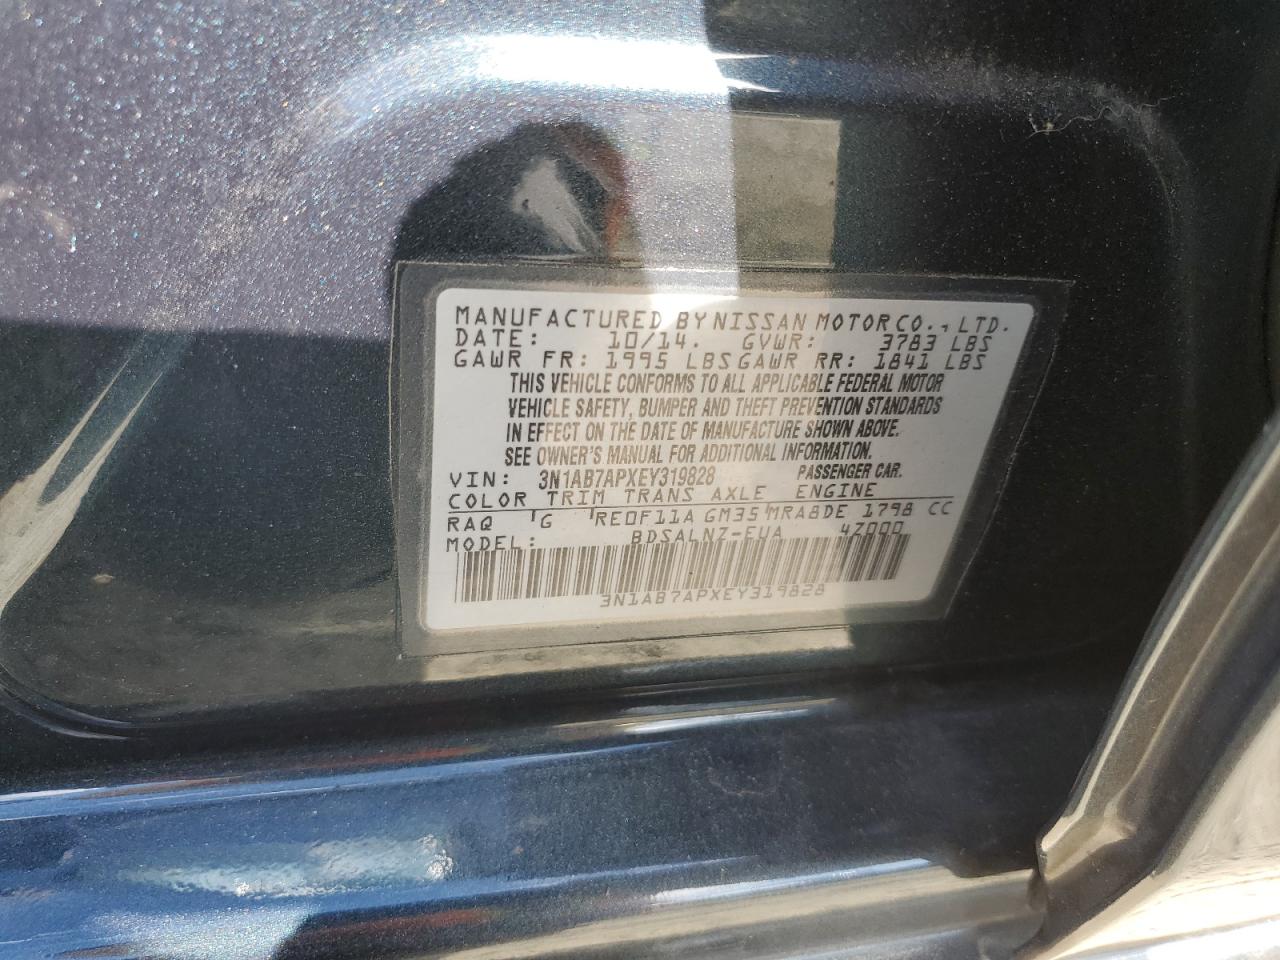 MANUFACTURED BY NISSAN MOTOR CO., LTD.
DATE: 10/14. GVWR: 3783 LBS
GAWR FR: 1995 LBS GAWR RR: 1841 LBS
THIS VEHICLE CONFORMS TO ALL APPLICABLE FEDERAL MOTOR
VEHICLE SAFETY, BUMPER AND THEFT PREVENTION STANDARDS
IN EFFECT ON THE DATE OF MANUFACTURE SHOWN ABOVE.
SEE OWNER'S MANUAL FOR ADDITIONAL INFORMATION.
VIN: 3N1AB7APXEY319828 PASSENGER CAR.
COLOR TRIM TRANS AXLE ENGINE
RAQ G RE0F11A GM35 MRA8DE 1798 CC
MODEL: BDSALNZ-EUA 4Z000
3N1AB7APXEY319828